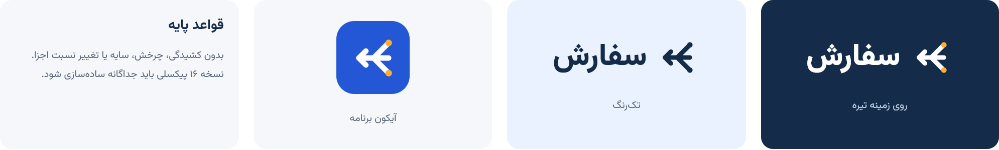 سفارش
روی زمینه تیره
سفارش
تک‌رنگ
آیکون برنامه
قواعد پایه
بدون کشیدگی، چرخش، سایه یا تغییر نسبت اجزا.
نسخه ۱۶ پیکسلی باید جداگانه ساده‌سازی شود.